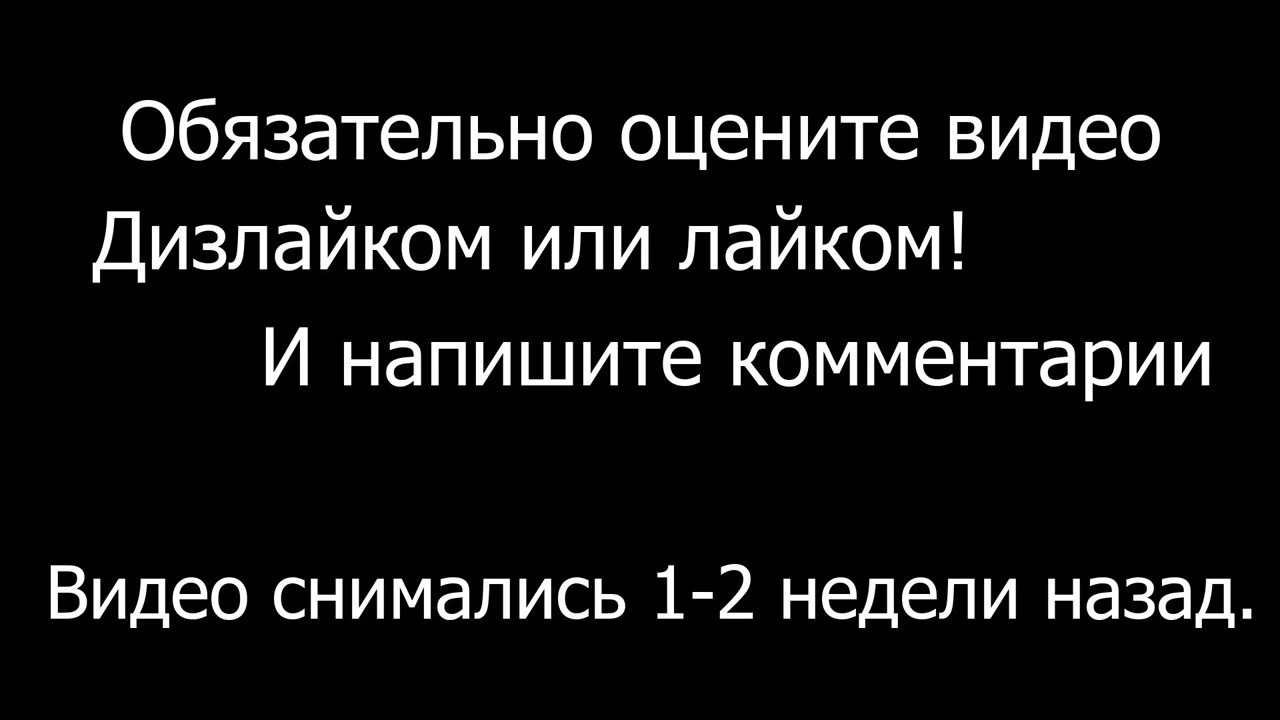 Обязательно оцените видео
Дизлайком или лайком!
И напишите комментарии
Видео снимались 1-2 недели назад.